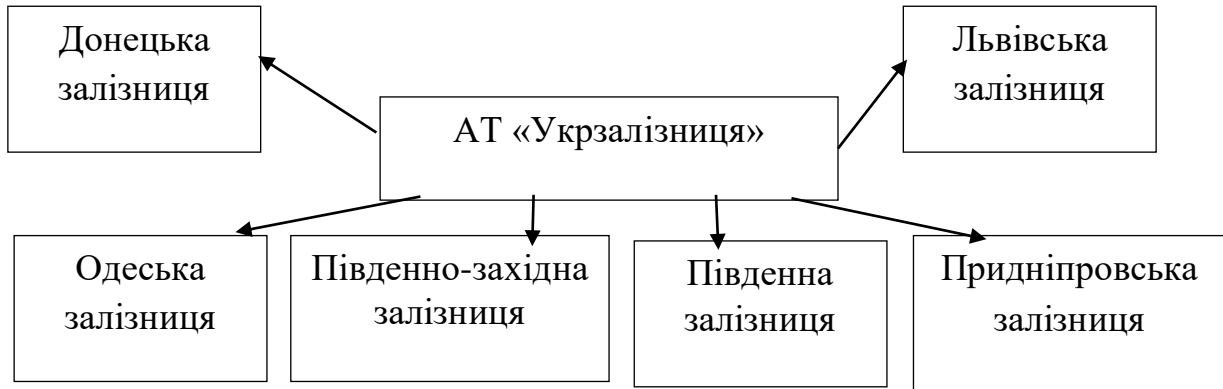 Донецька
залізниця
Львівська
залізниця
АТ «Укрзалізниця»
Одеська
залізниця
Південно-західна
залізниця
Південна
залізниця
Придніпровська
залізниця